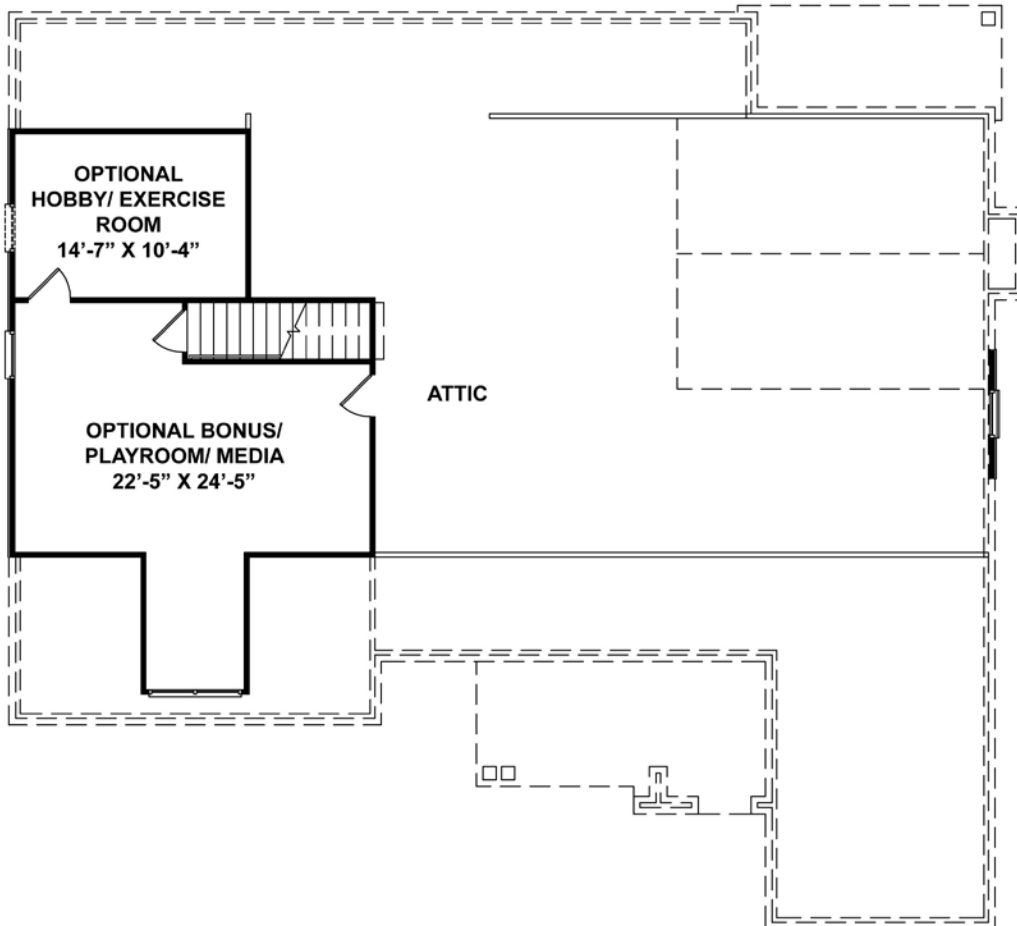 OPTIONAL
HOBBY/ EXERCISE
ROOM
14’-7” X 10’-4”
ATTIC
OPTIONAL BONUS/
PLAYROOM/ MEDIA
22’-5” X 24’-5”